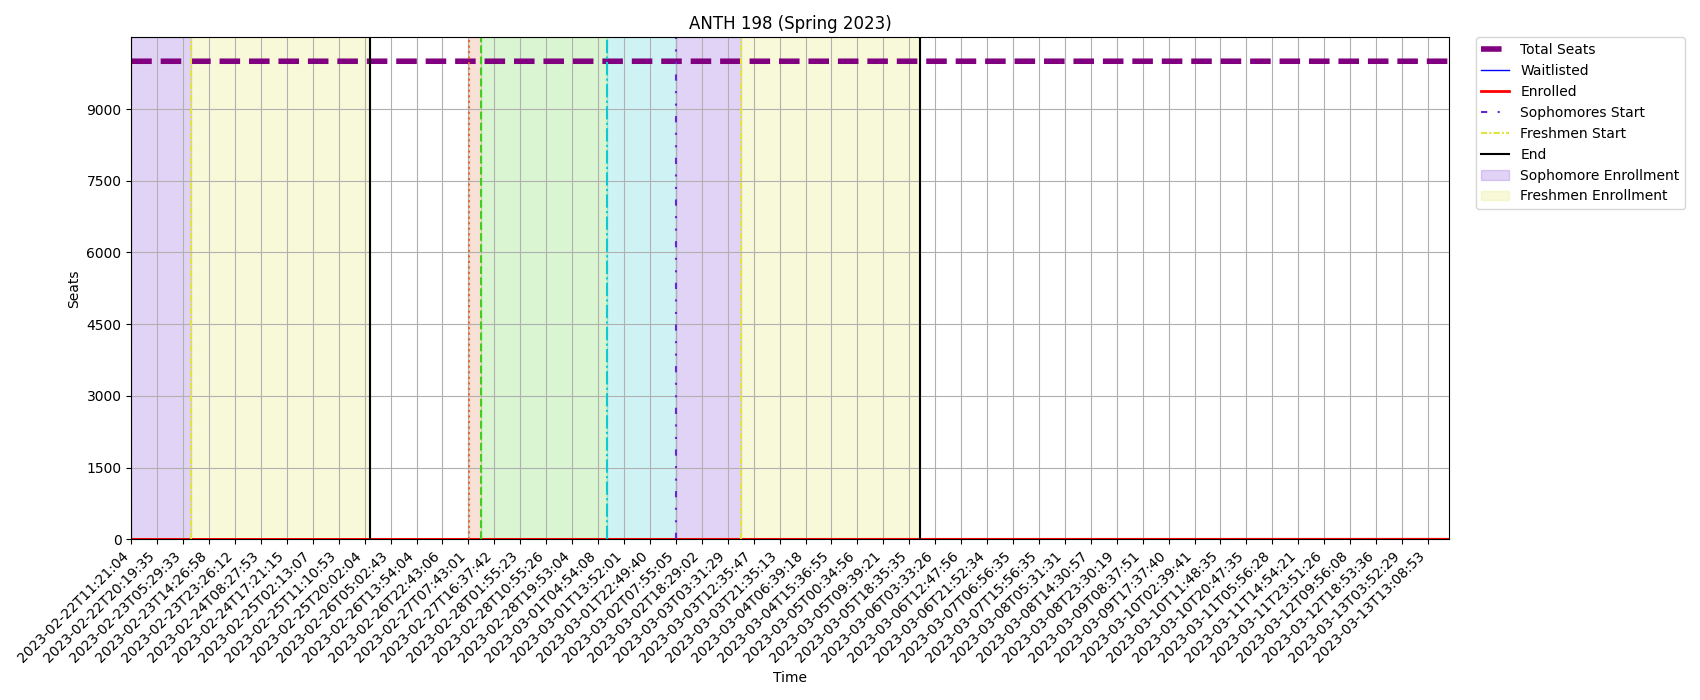 ANTH 198 (Spring 2023)
Total Seats
Waitlisted
Enrolled
Sophomores Start
Freshmen Start
End
Sophomore Enrollment
Freshmen Enrollment
Seats
9000
7500
6000
4500
3000
1500
0
2023-02-22T11:21:04
2023-02-22T20:19:35
2023-02-23T05:29:33
2023-02-23T14:26:58
2023-02-23T23:26:12
2023-02-24T08:27:53
2023-02-24T17:21:15
2023-02-25T02:13:07
2023-02-25T11:10:53
2023-02-25T20:02:04
2023-02-26T05:02:43
2023-02-26T13:54:04
2023-02-26T22:43:06
2023-02-27T07:43:01
2023-02-27T16:37:42
2023-02-28T01:55:23
2023-02-28T10:55:26
2023-02-28T19:53:04
2023-03-01T04:54:08
2023-03-01T13:52:01
2023-03-01T22:49:40
2023-03-02T07:55:05
2023-03-02T18:29:02
2023-03-03T03:31:29
2023-03-03T12:35:47
2023-03-03T21:35:13
2023-03-04T06:39:18
2023-03-04T15:36:55
2023-03-05T00:34:56
2023-03-05T09:39:21
2023-03-05T18:35:35
2023-03-06T03:33:26
2023-03-06T12:47:56
2023-03-06T21:52:34
2023-03-07T06:56:35
2023-03-07T15:56:35
2023-03-08T05:31:31
2023-03-08T14:30:57
2023-03-08T23:30:19
2023-03-09T08:37:51
2023-03-09T17:37:40
2023-03-10T02:39:41
2023-03-10T11:48:35
2023-03-10T20:47:35
2023-03-11T05:56:28
2023-03-11T14:54:21
2023-03-11T23:51:26
2023-03-12T09:56:08
2023-03-12T18:53:36
2023-03-13T03:52:29
2023-03-13T13:08:53
Time